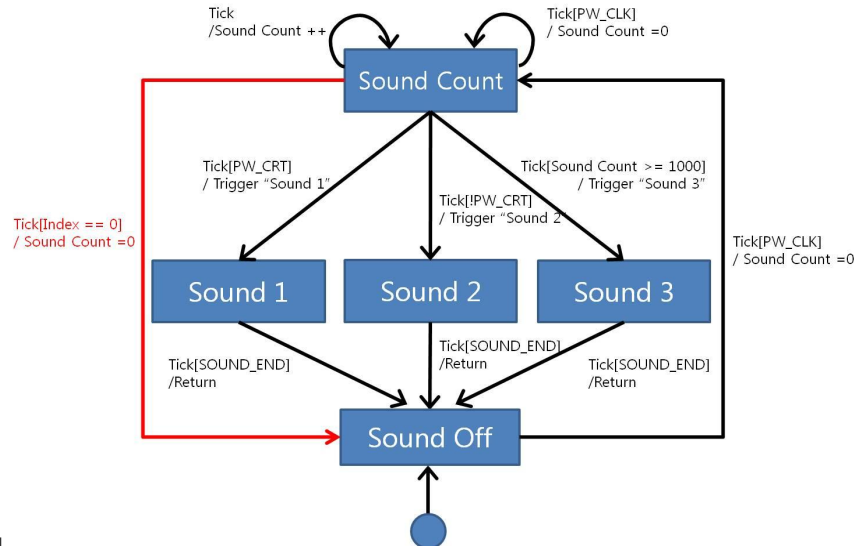 Tick
/Sound Count ++
Tick[PW_CLK]
/ Sound Count =0
Sound Count
Tick[PW_CRT]
/ Trigger “Sound 1”
Tick[!PW_CRT]
/ Trigger “Sound 2”
Tick[Sound Count >= 1000]
/ Trigger “Sound 3”
Tick[Index == 0]
/ Sound Count =0
Tick[PW_CLK]
/ Sound Count =0
Sound 1
Sound 2
Sound 3
Tick[SOUND_END]
/Return
Tick[SOUND_END]
/Return
Tick[SOUND_END]
/Return
Sound Off